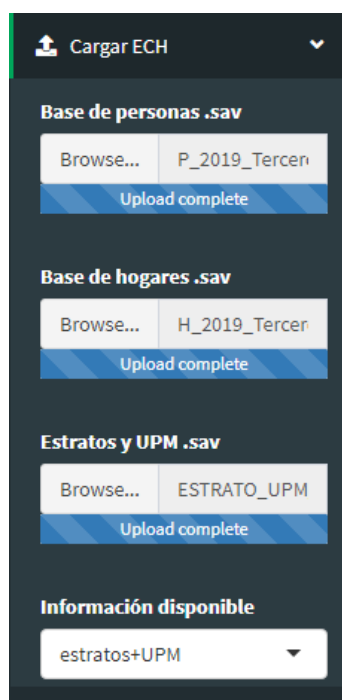 Cargar ECH
Base de personas .sav
Browse... P_2019_Tercer
Upload complete
Base de hogares .sav
Browse... H_2019_Tercer
Upload complete
Estratos y UPM .sav
Browse... ESTRATO_UPM
Upload complete
Información disponible
estratos+UPM